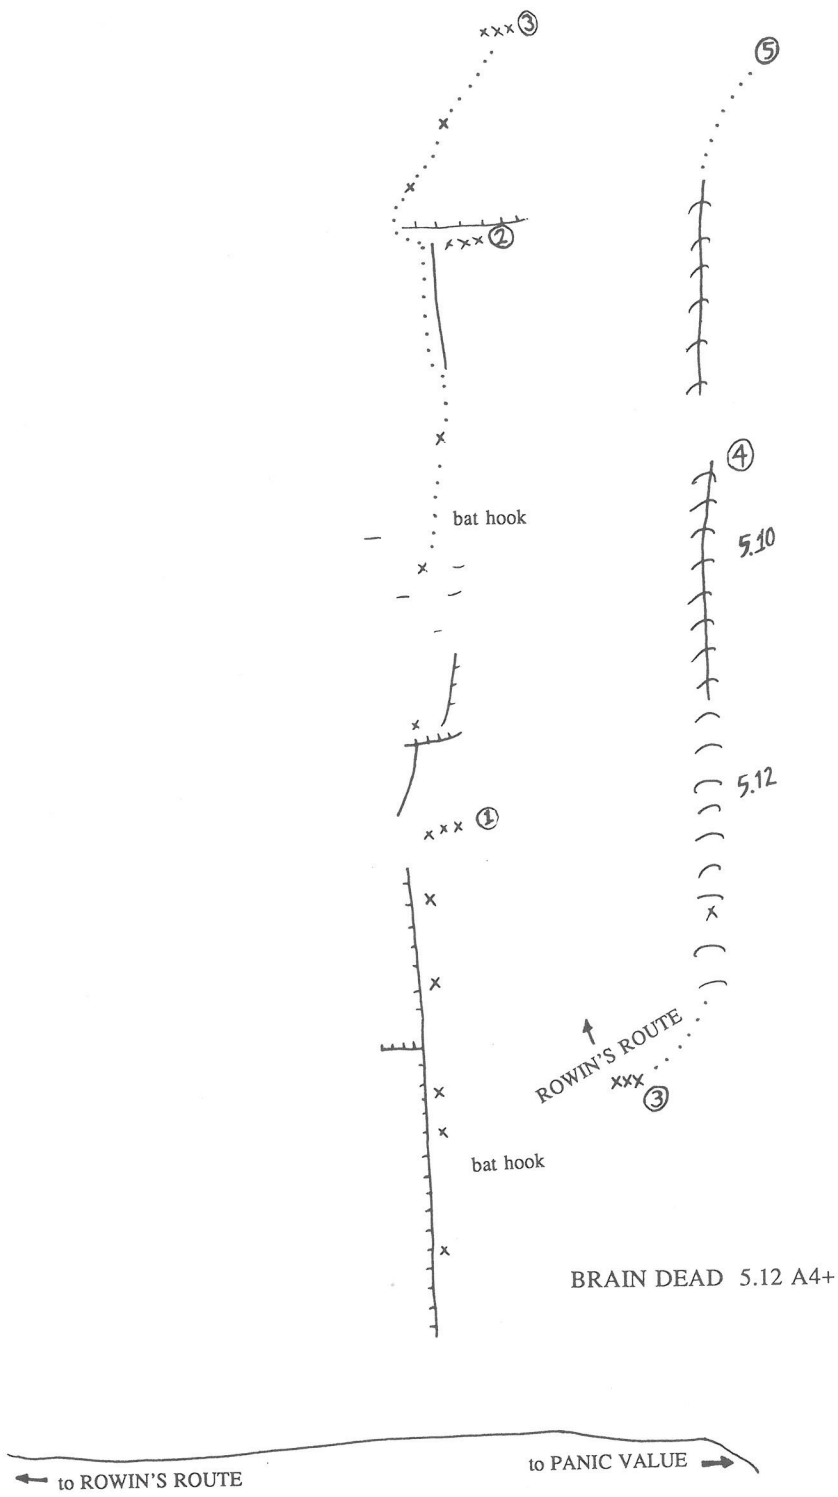 xxx ③
⑤
x
x
xxx ②
x
④
bat hook
5.10
x
x
5.12
xxx ①
x
x
x
ROWIN'S ROUTE
xxx
③
x
x
bat hook
x
BRAIN DEAD 5.12 A4+
to ROWIN'S ROUTE
to PANIC VALUE